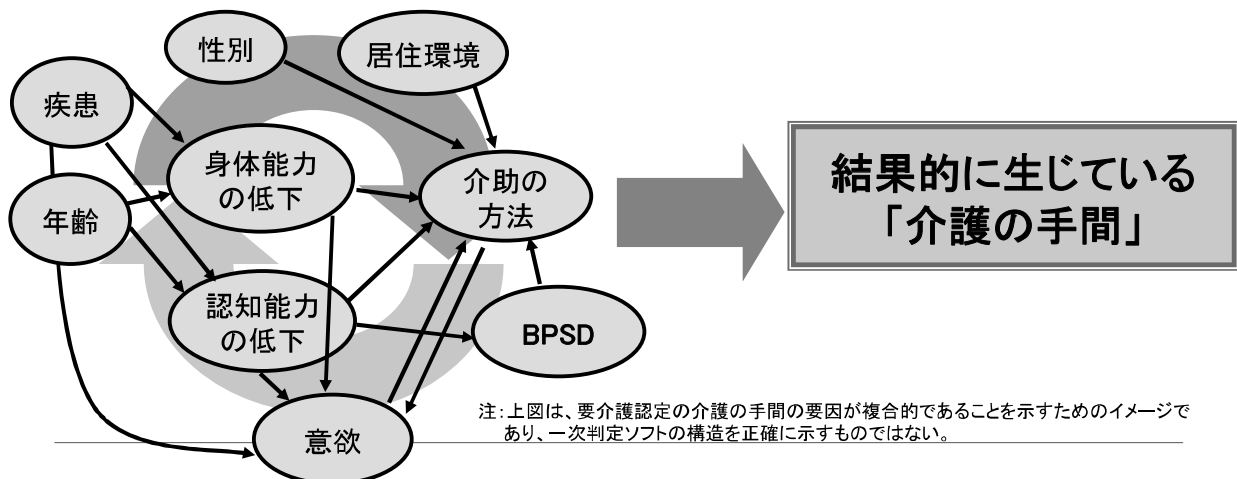 性別
居住環境
疾患
身体能力
の低下
介助の
方法
年齢
認知能力
の低下
BPSD
意欲
結果的に生じている
「介護の手間」
注：上図は、要介護認定の介護の手間の要因が複合的であることを示すためのイメージで
あり、一次判定ソフトの構造を正確に示すものではない。